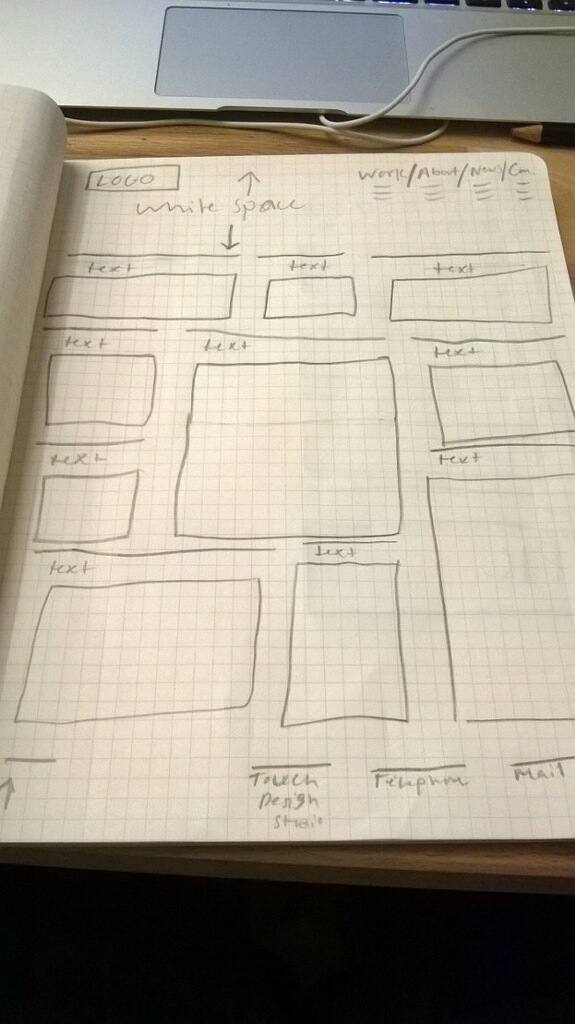 LOGO
Work/About/News/Con.
white space
text text text
text text text
text text
text text
Touch Telephone Mail
Design
Studio